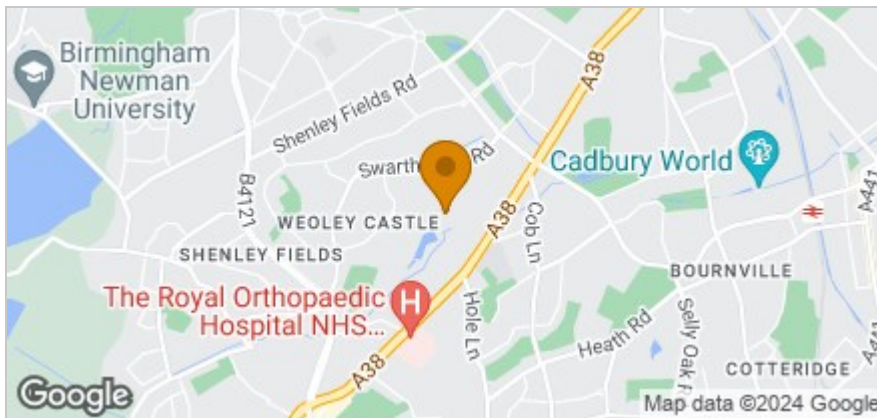 Birmingham
Newman
University
Shenley Fields Rd
A38
Swarth
Rd
Cadbury World
A441
B4121
WEOLEY CASTLE
A38
Cob Ln
SHENLEY FIELDS
BOURNVILLE
The Royal Orthopaedic
Hospital NHS...
H
Hole Ln
Heath Rd
Selly Oak
A441
A38
COTTERIDGE
Google
Map data ©2024 Google